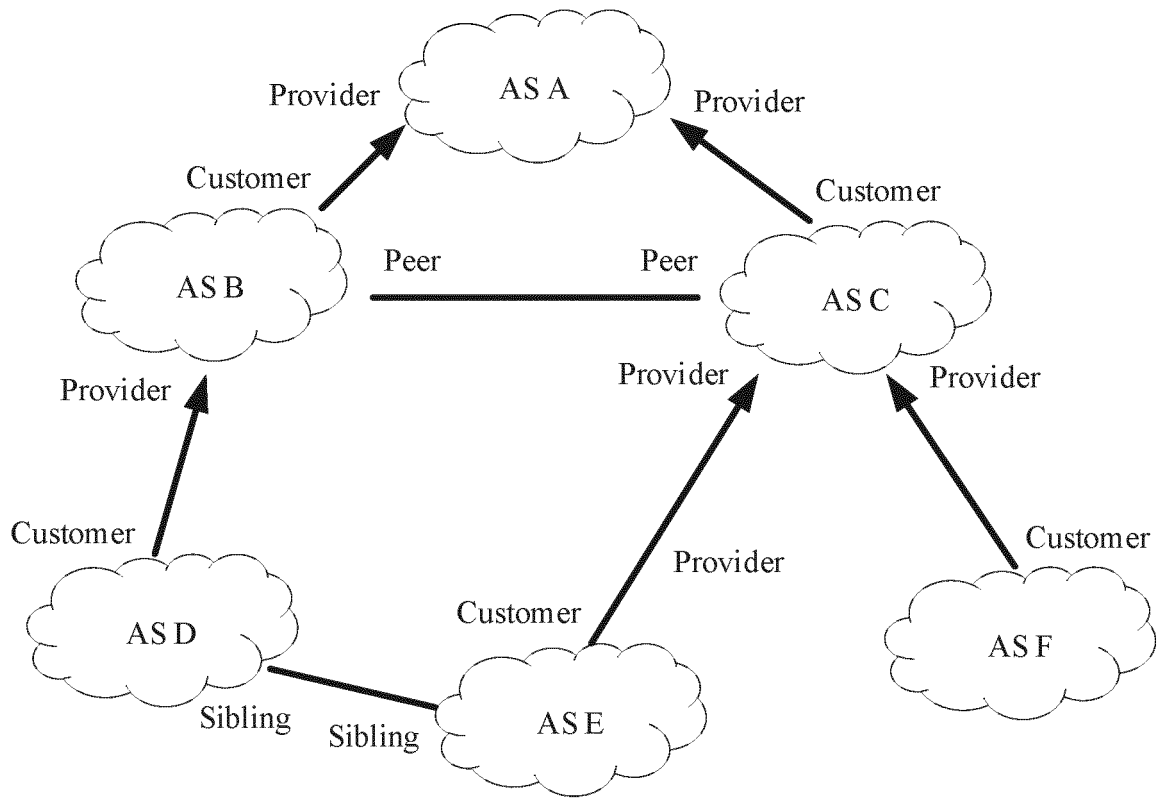 AS A
Provider
Provider
Customer
Customer
AS B
Peer
Peer
AS C
Provider
Provider
Provider
Customer
Customer
Provider
Customer
AS D
AS F
Sibling
Sibling
AS E